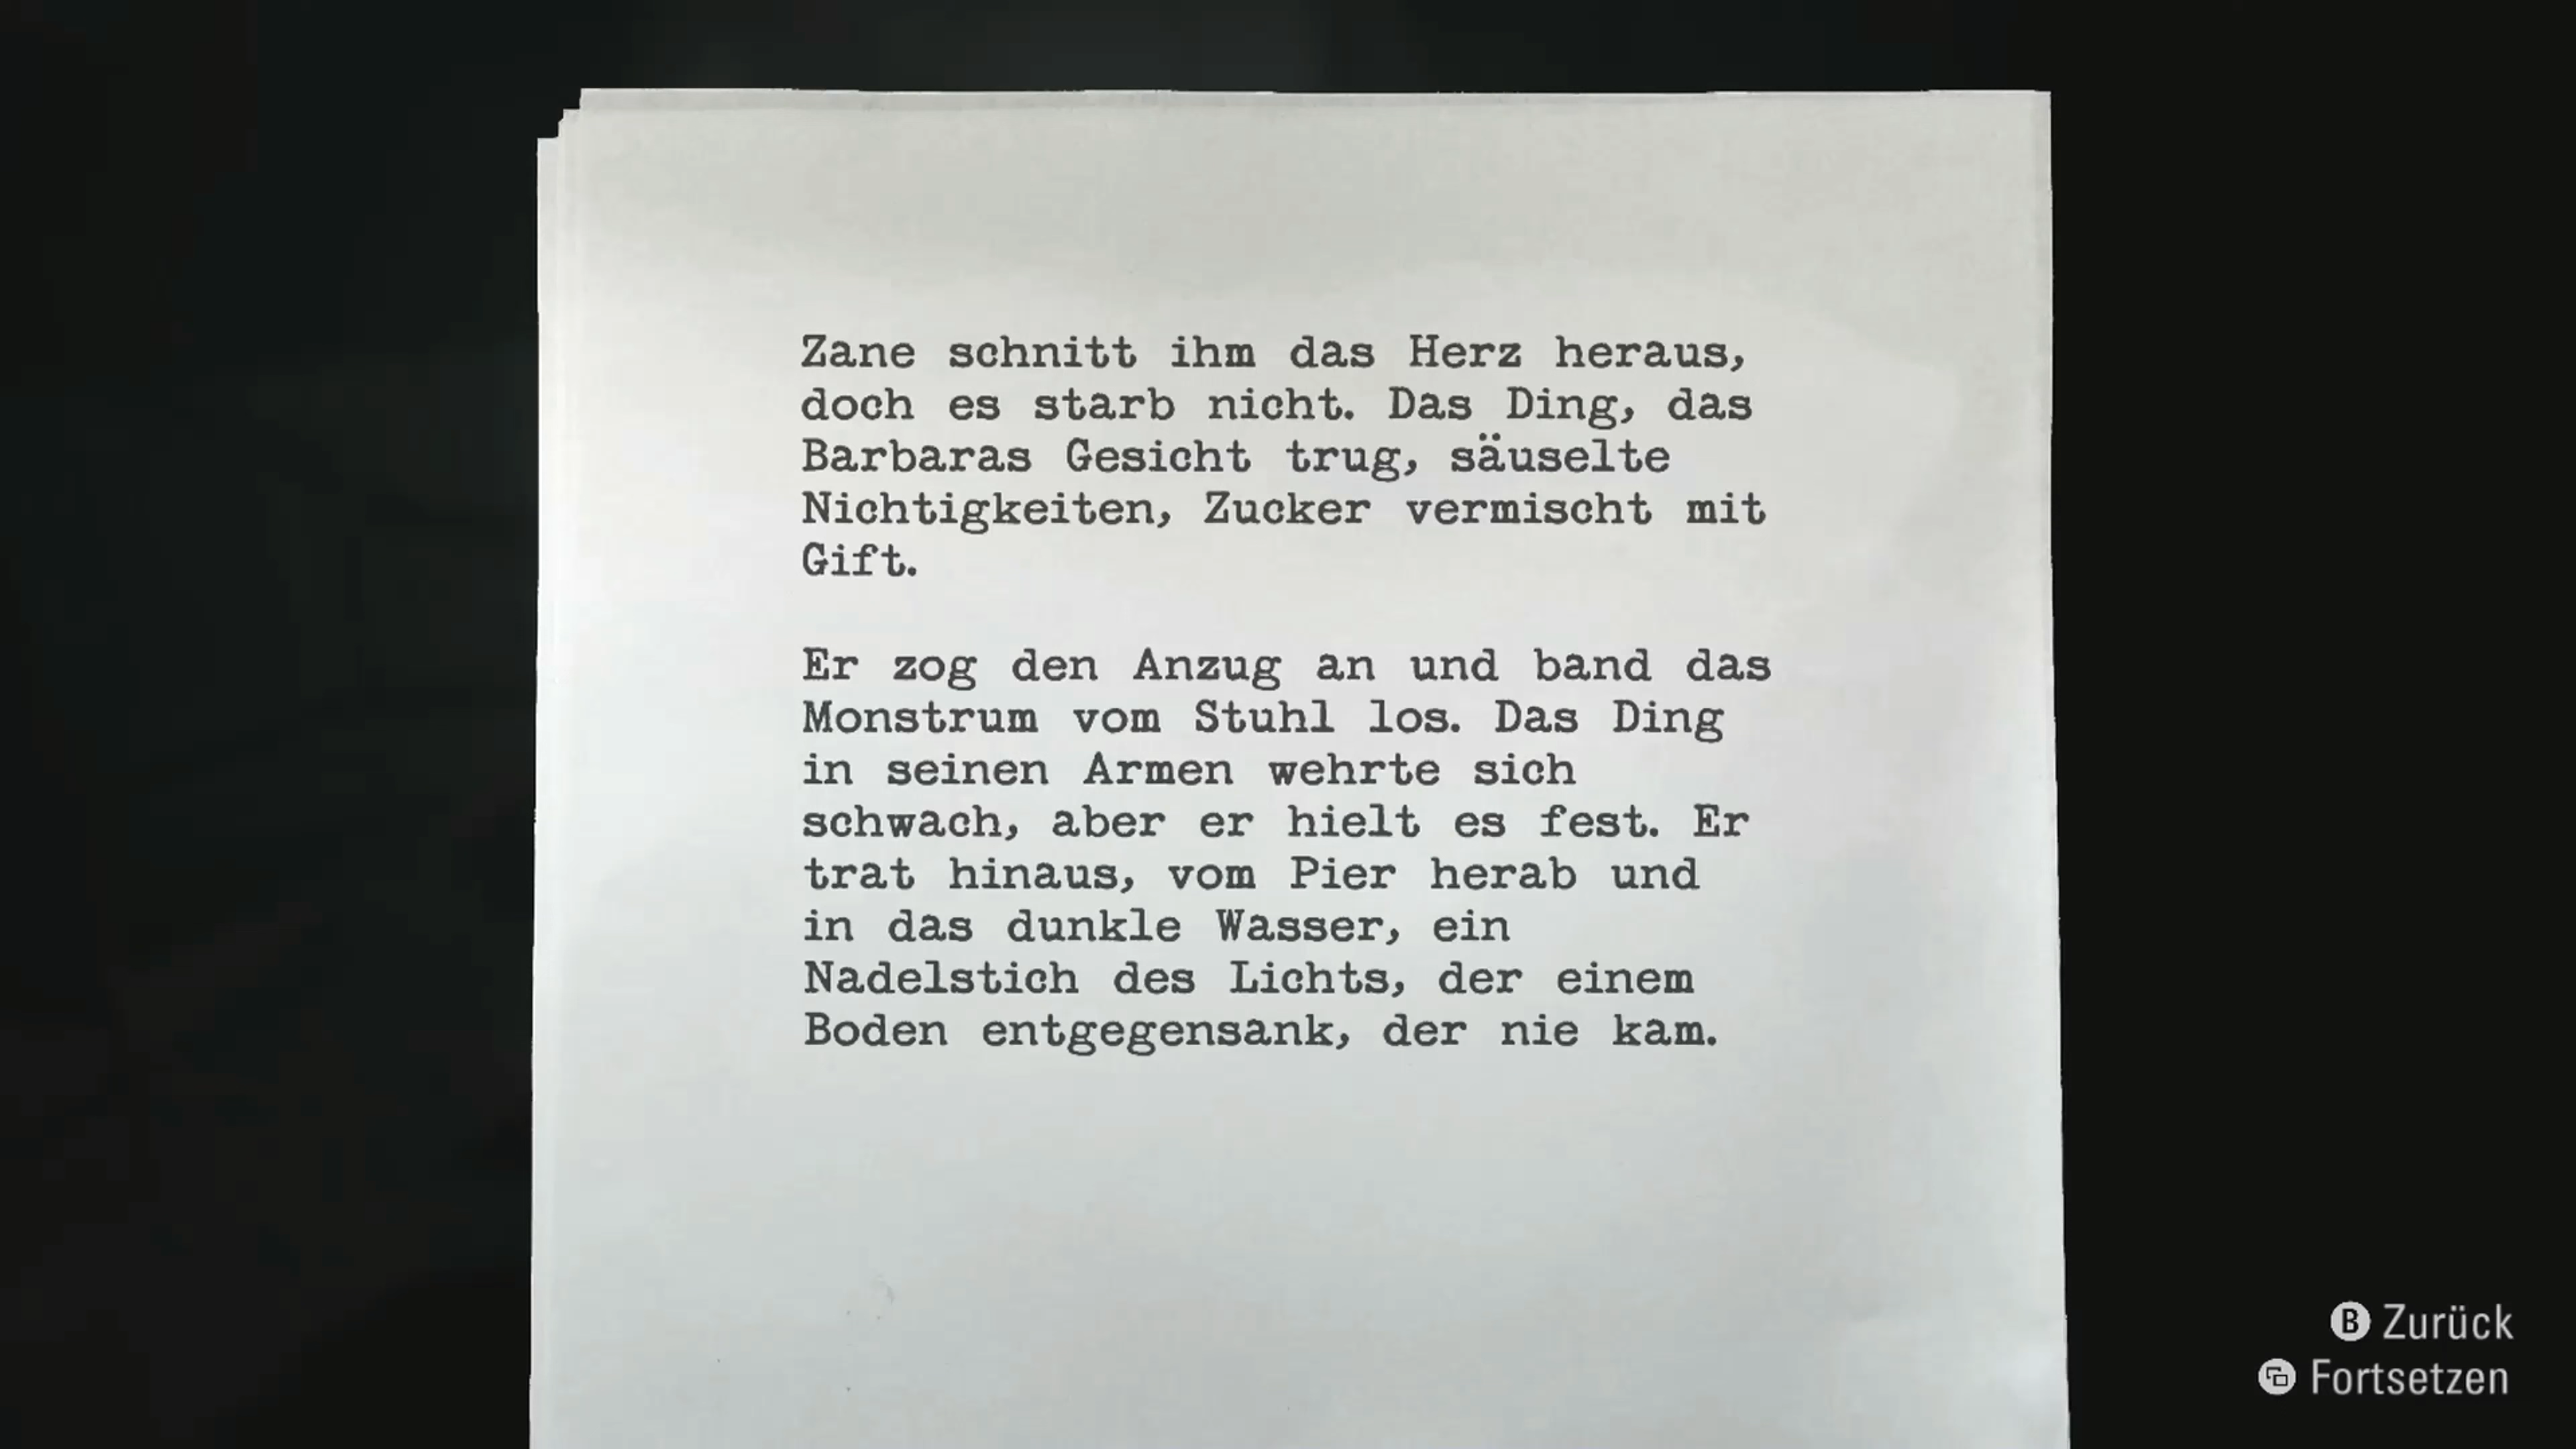 Zane schnitt ihm das Herz heraus,
doch es starb nicht. Das Ding, das
Barbaras Gesicht trug, säuselte
Nichtigkeiten, Zucker vermischt mit
Gift.
Er zog den Anzug an und band das
Monstrum vom Stuhl los. Das Ding
in seinen Armen wehrte sich
schwach, aber er hielt es fest. Er
trat hinaus, vom Pier herab und
in das dunkle Wasser, ein
Nadelstich des Lichts, der einem
Boden entgegensank, der nie kam.
B Zurück
Fortsetzen